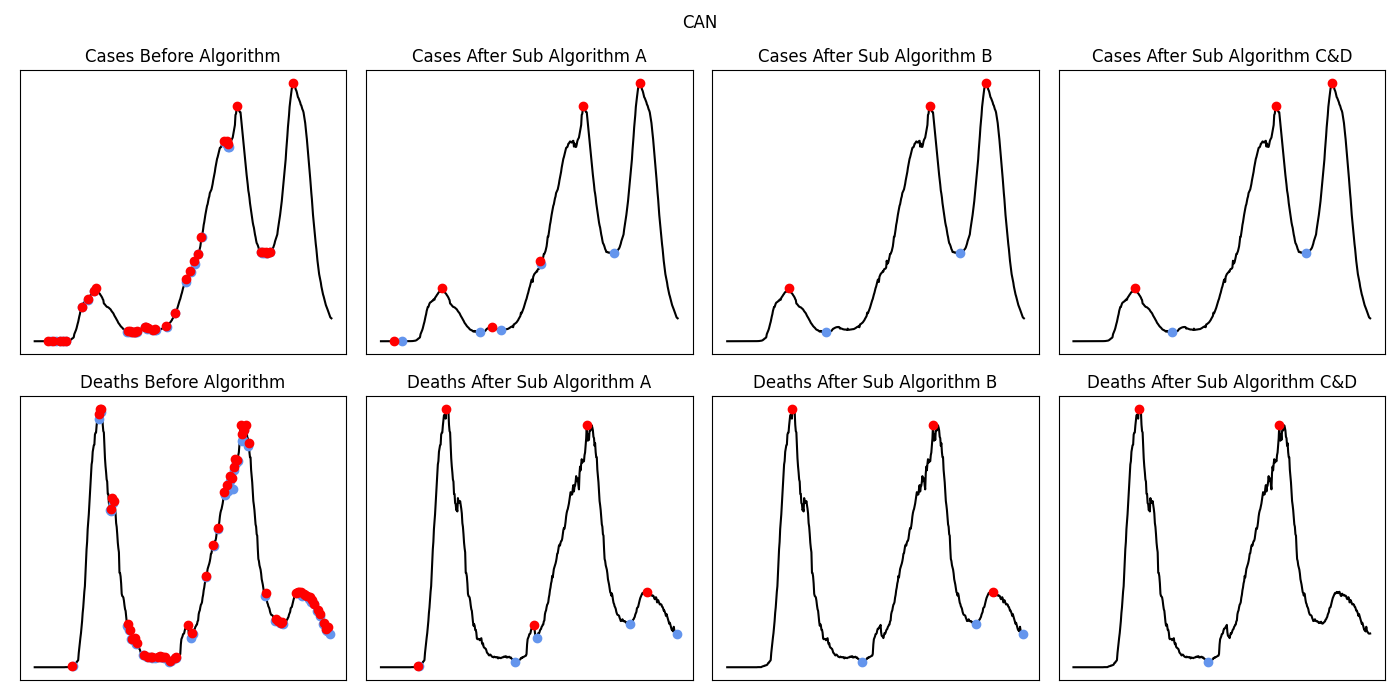 CAN
Cases Before Algorithm
Cases After Sub Algorithm A
Cases After Sub Algorithm B
Cases After Sub Algorithm C&D
Deaths Before Algorithm
Deaths After Sub Algorithm A
Deaths After Sub Algorithm B
Deaths After Sub Algorithm C&D